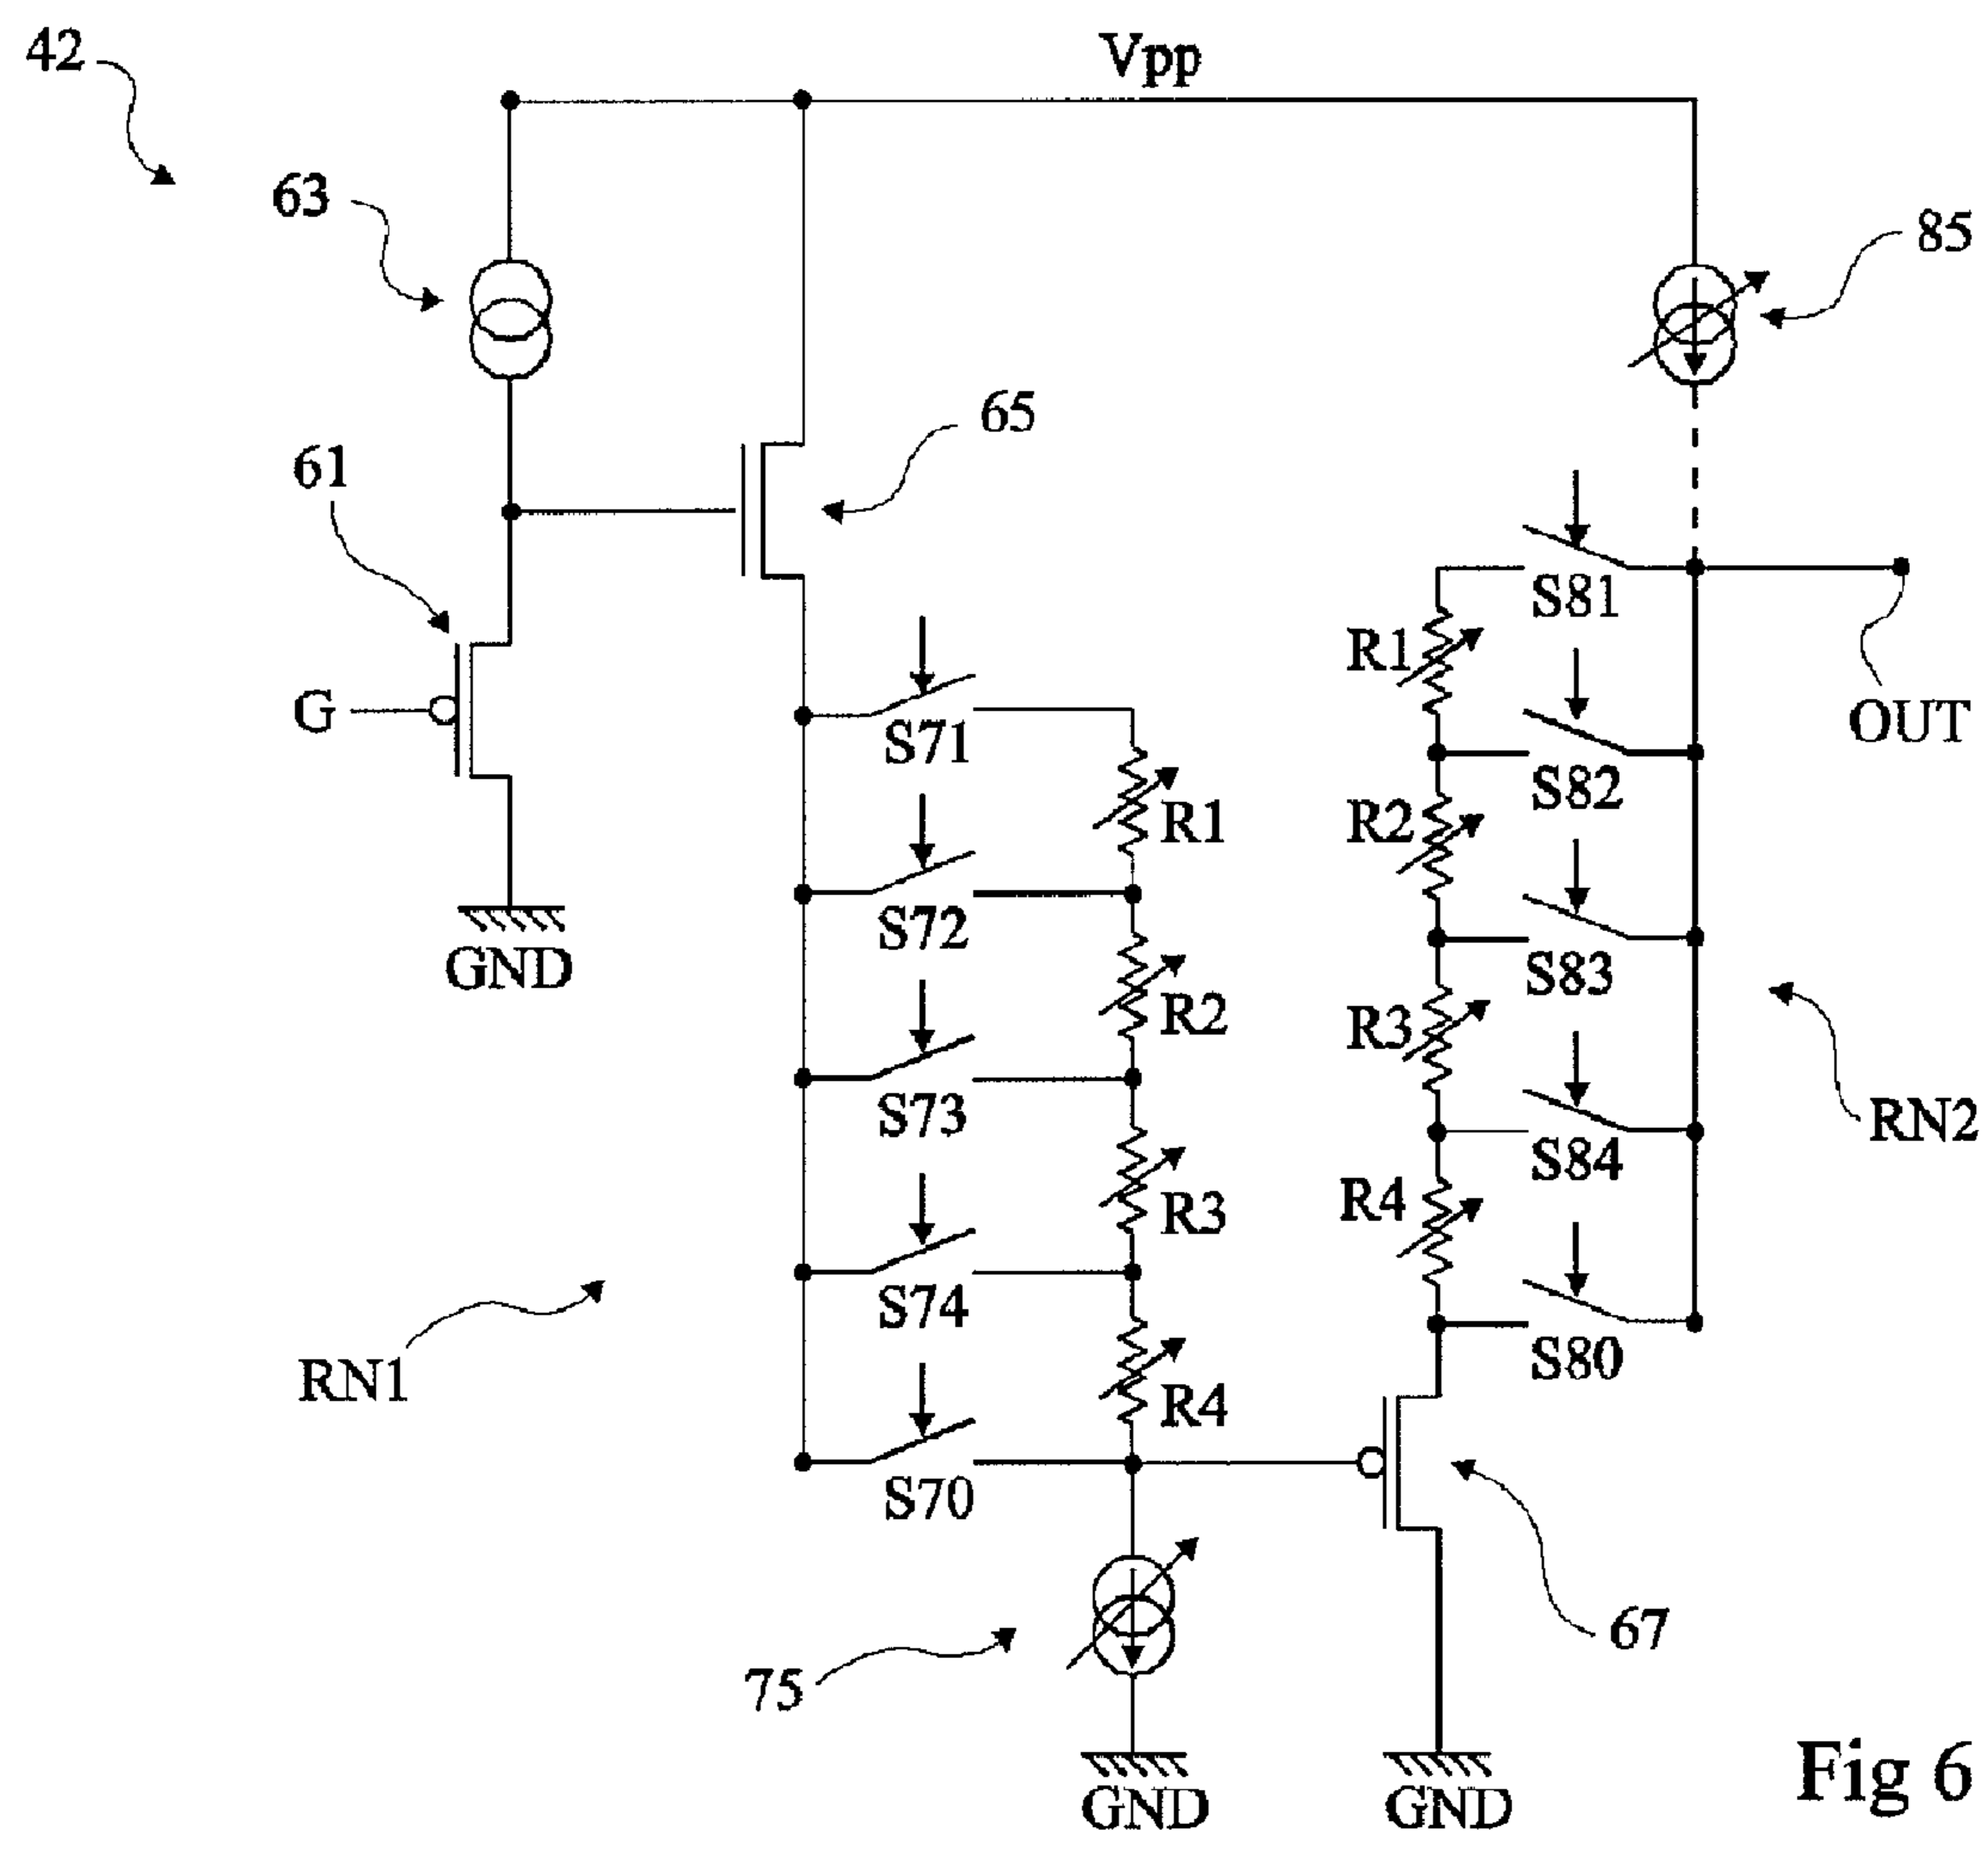 42
Vpp
63
85
65
61
S81
R1
OUT
G
S71
S82
R1
R2
S72
GND
S83
R2
R3
S73
RN2
S84
R3
R4
S74
S80
RN1
R4
S70
67
75
Fig 6
GND
GND